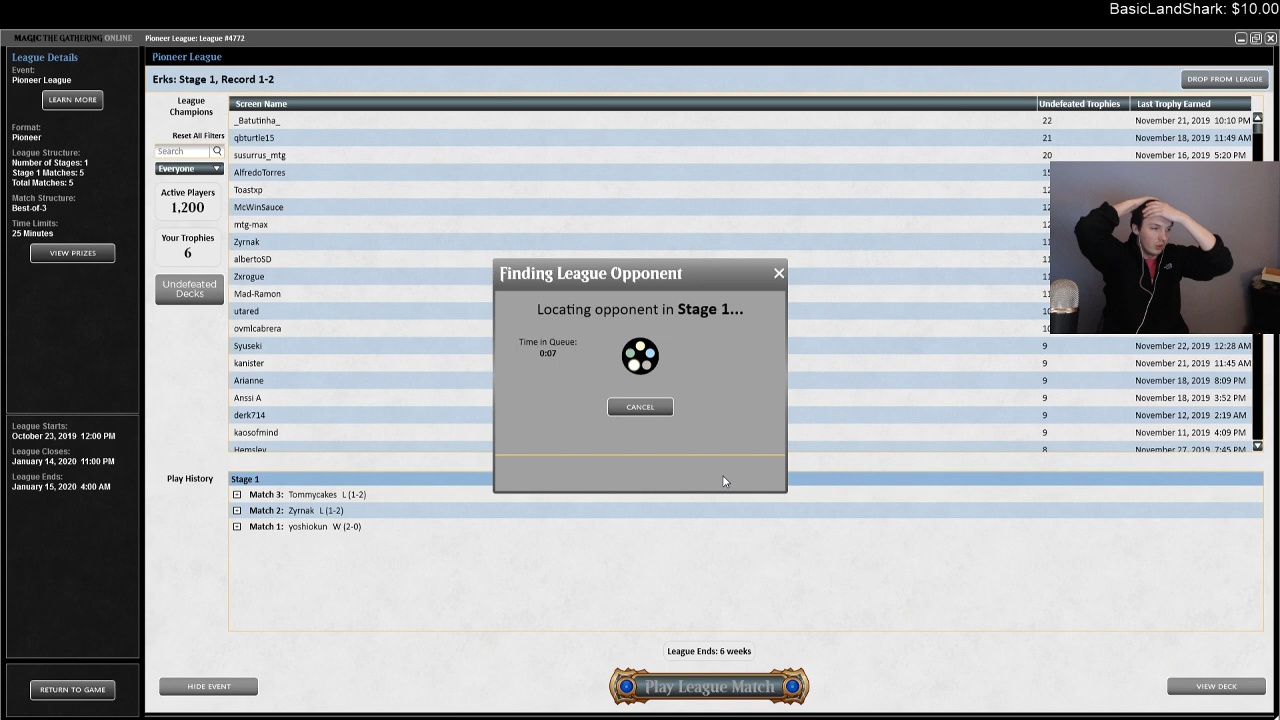 BasicLandShark: $10.00
MAGIC THE GATHERING ONLINE
Pioneer League: League #4772
League Details
Event:
Pioneer League
LEARN MORE
Format:
Pioneer
League Structure:
Number of Stages: 1
Stage 1 Matches: 5
Total Matches: 5
Match Structure:
Best-of-3
Time Limits:
25 Minutes
VIEW PRIZES
League Starts:
October 23, 2019 12:00 PM
League Closes:
January 14, 2020 11:00 PM
League Ends:
January 15, 2020 4:00 AM
RETURN TO GAME
Pioneer League
Erks: Stage 1, Record 1-2
DROP FROM LEAGUE
League
Champions
Reset All Filters
Search
Everyone
Active Players
1,200
Your Trophies
6
Undefeated
Decks
Screen Name Undefeated Trophies Last Trophy Earned
_Batutinha_ 22 November 21, 2019 10:10 PM
qbturtle15 21 November 18, 2019 11:49 AM
susurrus_mtg 20 November 16, 2019 5:20 PM
AlfredoTorres
Toastxp
McWinSauce
mtg-max
Zyrnak
albertoSD
Zxrogue
Mad-Ramon
utared
ovmlcabrera
Syuseki 9 November 22, 2019 12:28 AM
kanister 9 November 21, 2019 11:45 AM
Arianne 9 November 18, 2019 8:09 PM
Anssi A 9 November 18, 2019 3:52 PM
derk714 9 November 12, 2019 2:19 AM
kaosofmind 9 November 11, 2019 4:09 PM
Hemsley 8 November 27, 2019 7:45 PM
Finding League Opponent
Locating opponent in Stage 1...
Time in Queue:
0:07
CANCEL
Play History
Stage 1
Match 3: Tommycakes L (1-2)
Match 2: Zyrnak L (1-2)
Match 1: yoshiokun W (2-0)
League Ends: 6 weeks
HIDE EVENT
Play League Match
VIEW DECK